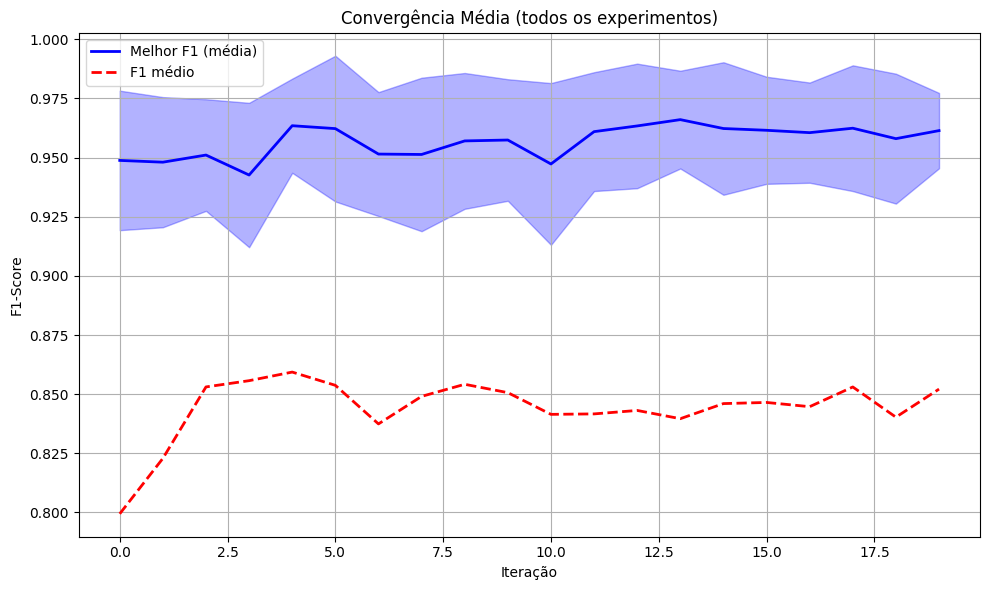 Convergência Média (todos os experimentos)
Melhor F1 (média)
F1 médio
F1-Score
1.000
0.975
0.950
0.925
0.900
0.875
0.850
0.825
0.800
0.0 2.5 5.0 7.5 10.0 12.5 15.0 17.5
Iteração